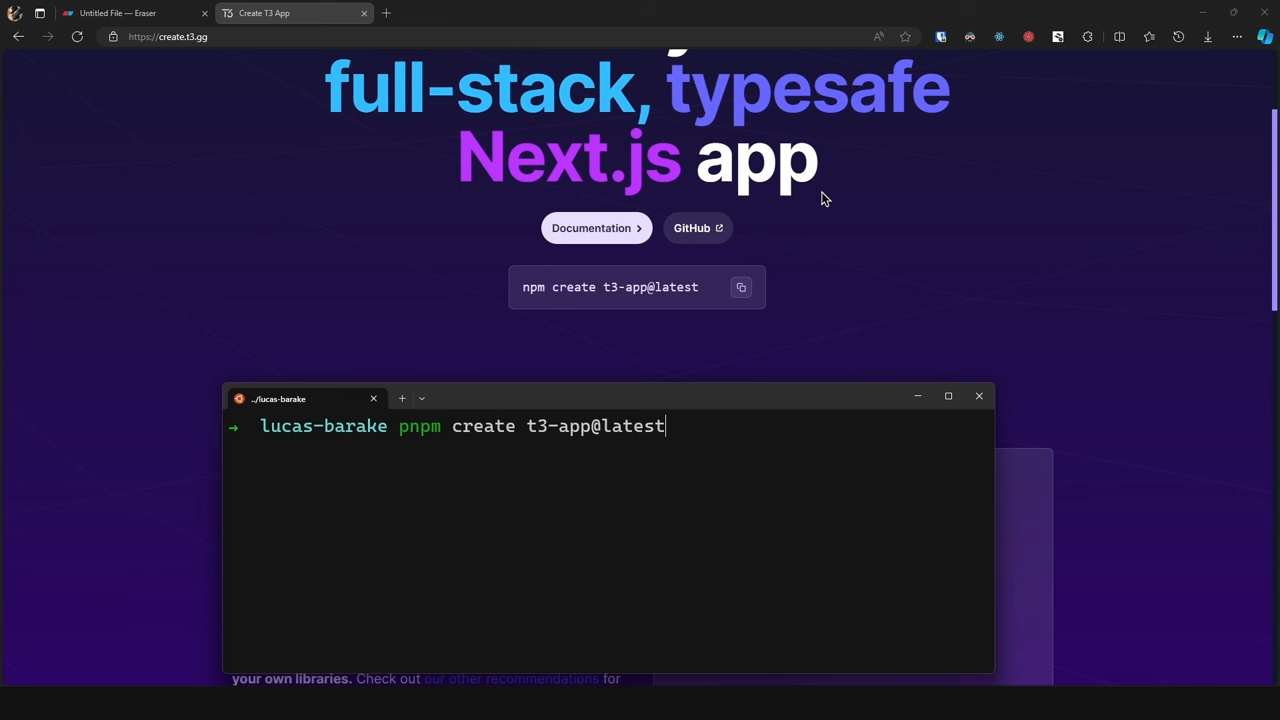 Untitled File — Eraser
T3 Create T3 App
https://create.t3.gg
full-stack, typesafe
Next.js app
Documentation
GitHub
npm create t3-app@latest
../lucas-barake
→ lucas-barake pnpm create t3-app@latest
your own libraries. Check out our other recommendations for